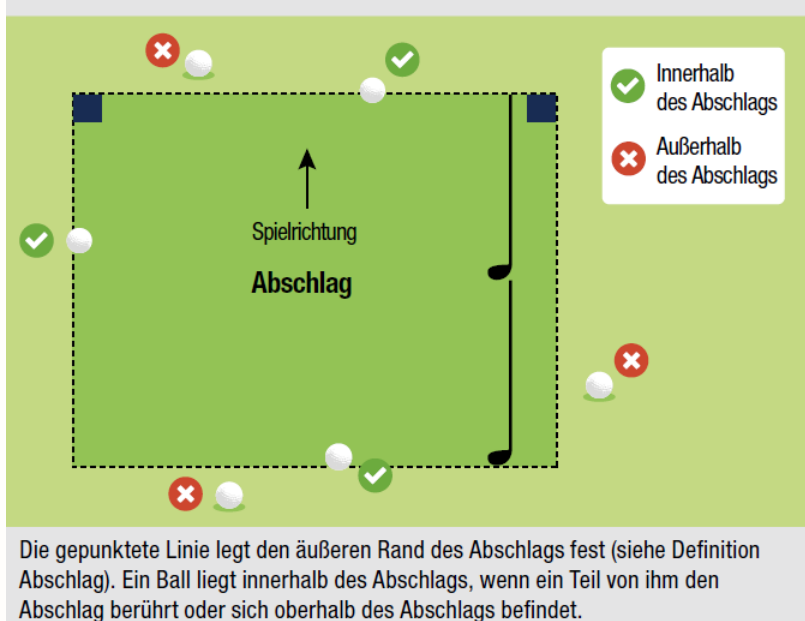 Innerhalb
des Abschlags
Außerhalb
des Abschlags
Spielrichtung
Abschlag
Die gepunktete Linie legt den äußeren Rand des Abschlags fest (siehe Definition
Abschlag). Ein Ball liegt innerhalb des Abschlags, wenn ein Teil von ihm den
Abschlag berührt oder sich oberhalb des Abschlags befindet.